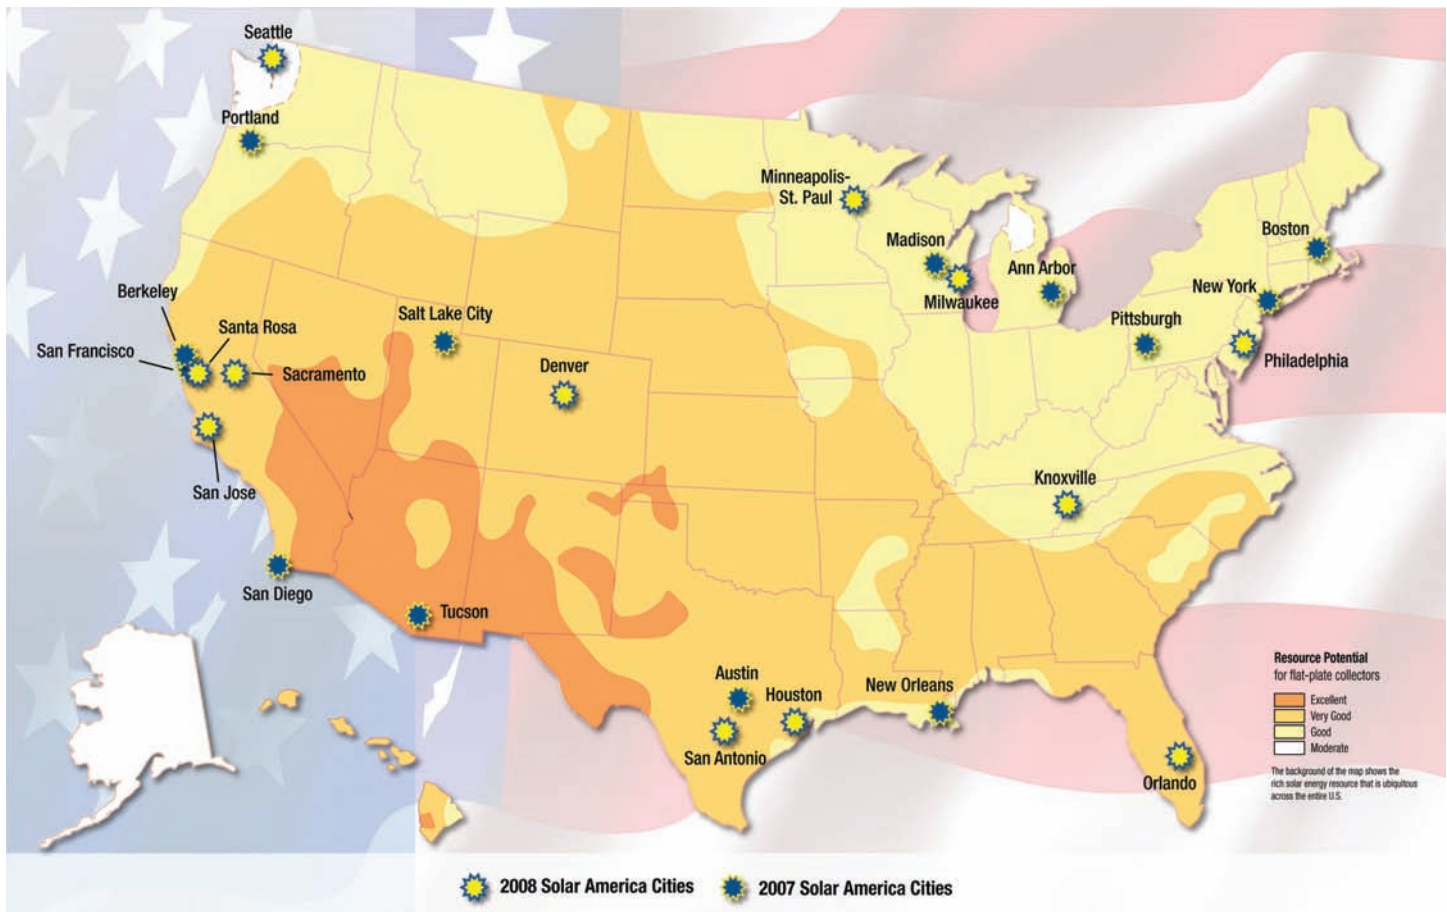 Seattle
Portland
Minneapolis-
St. Paul
Madison
Milwaukee
Ann Arbor
Boston
New York
Pittsburgh
Philadelphia
Berkeley
Santa Rosa
San Francisco
Sacramento
Salt Lake City
Denver
San Jose
Knoxville
San Diego
Tucson
Austin
Houston
New Orleans
San Antonio
Orlando
Resource Potential
for flat-plate collectors
Excellent
Very Good
Good
Moderate
The background of the map shows the
rich solar energy resource that is ubiquitous
across the entire U.S.
2008 Solar America Cities
2007 Solar America Cities